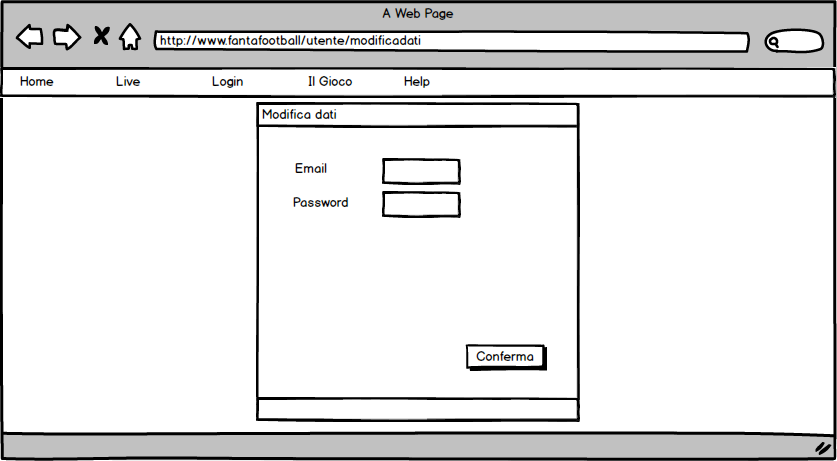 A Web Page
http://www.fantafootball/utente/modificadati
Home Live Login Il Gioco Help
Modifica dati
Email
Password
Conferma